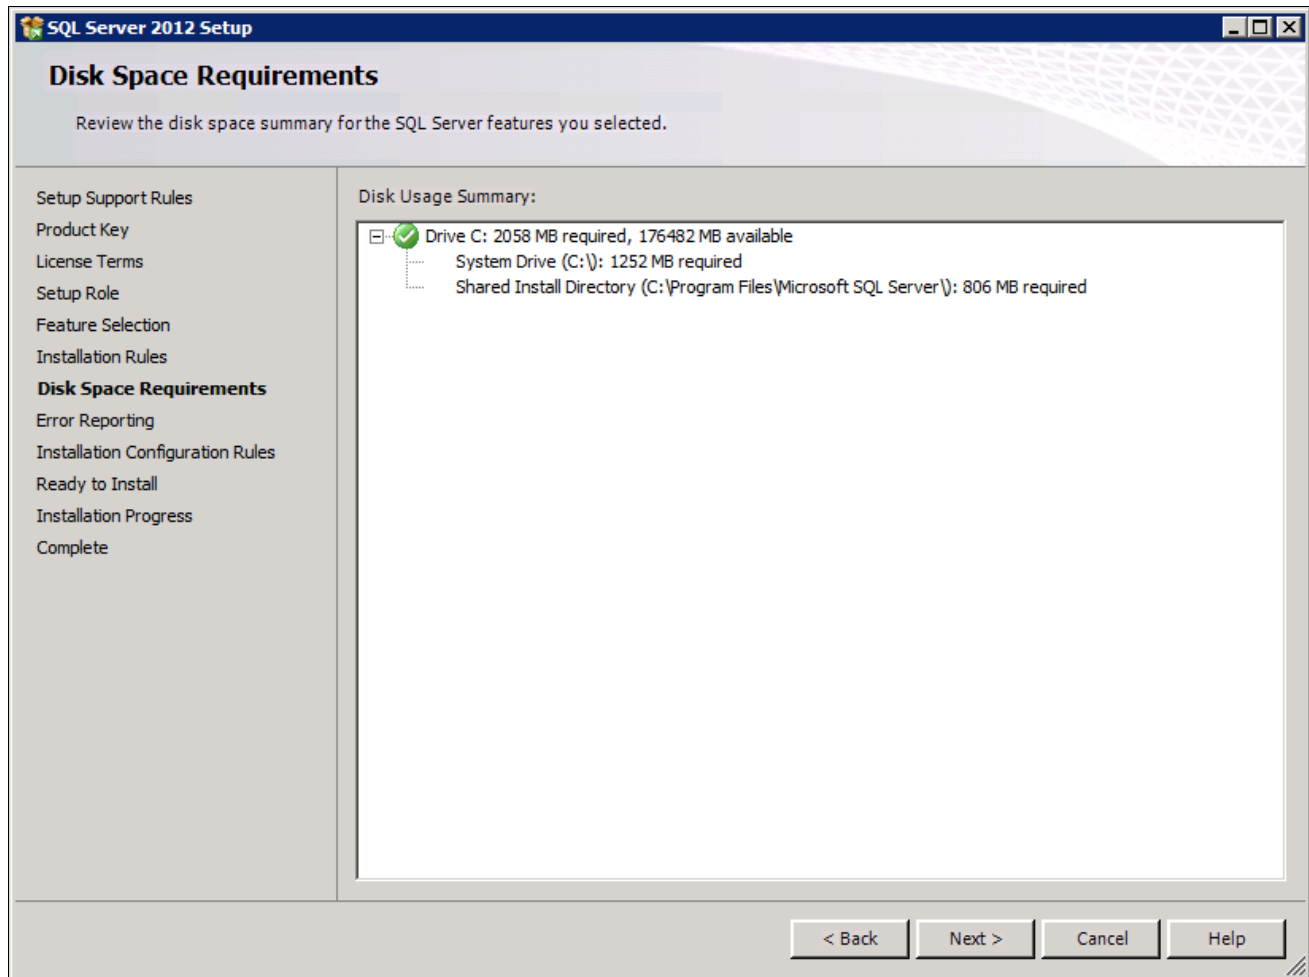 SQL Server 2012 Setup
Disk Space Requirements
Review the disk space summary for the SQL Server features you selected.
Setup Support Rules
Product Key
License Terms
Setup Role
Feature Selection
Installation Rules
Disk Space Requirements
Error Reporting
Installation Configuration Rules
Ready to Install
Installation Progress
Complete
Disk Usage Summary:
Drive C: 2058 MB required, 176482 MB available
System Drive (C:\): 1252 MB required
Shared Install Directory (C:\Program Files\Microsoft SQL Server\): 806 MB required
< Back
Next >
Cancel
Help